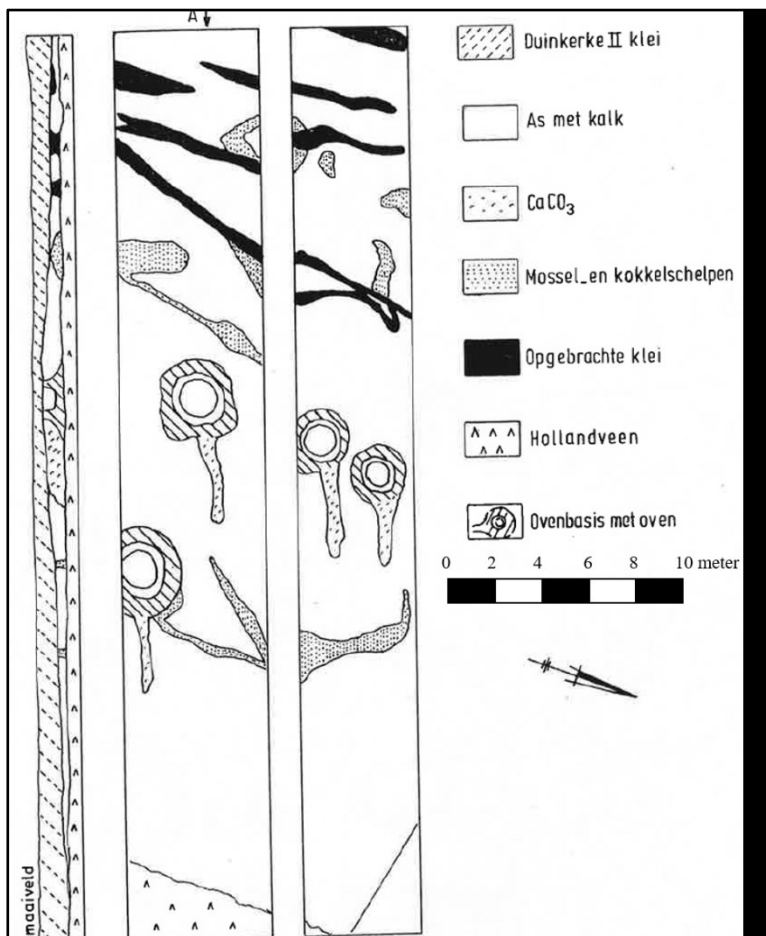 A
Duinkerke II klei
As met kalk
CaCO3
Mossel_en kokkelschelpen
Opgebrachte klei
Hollandveen
Ovenbasis met oven
0 2 4 6 8 10 meter
maaiveld